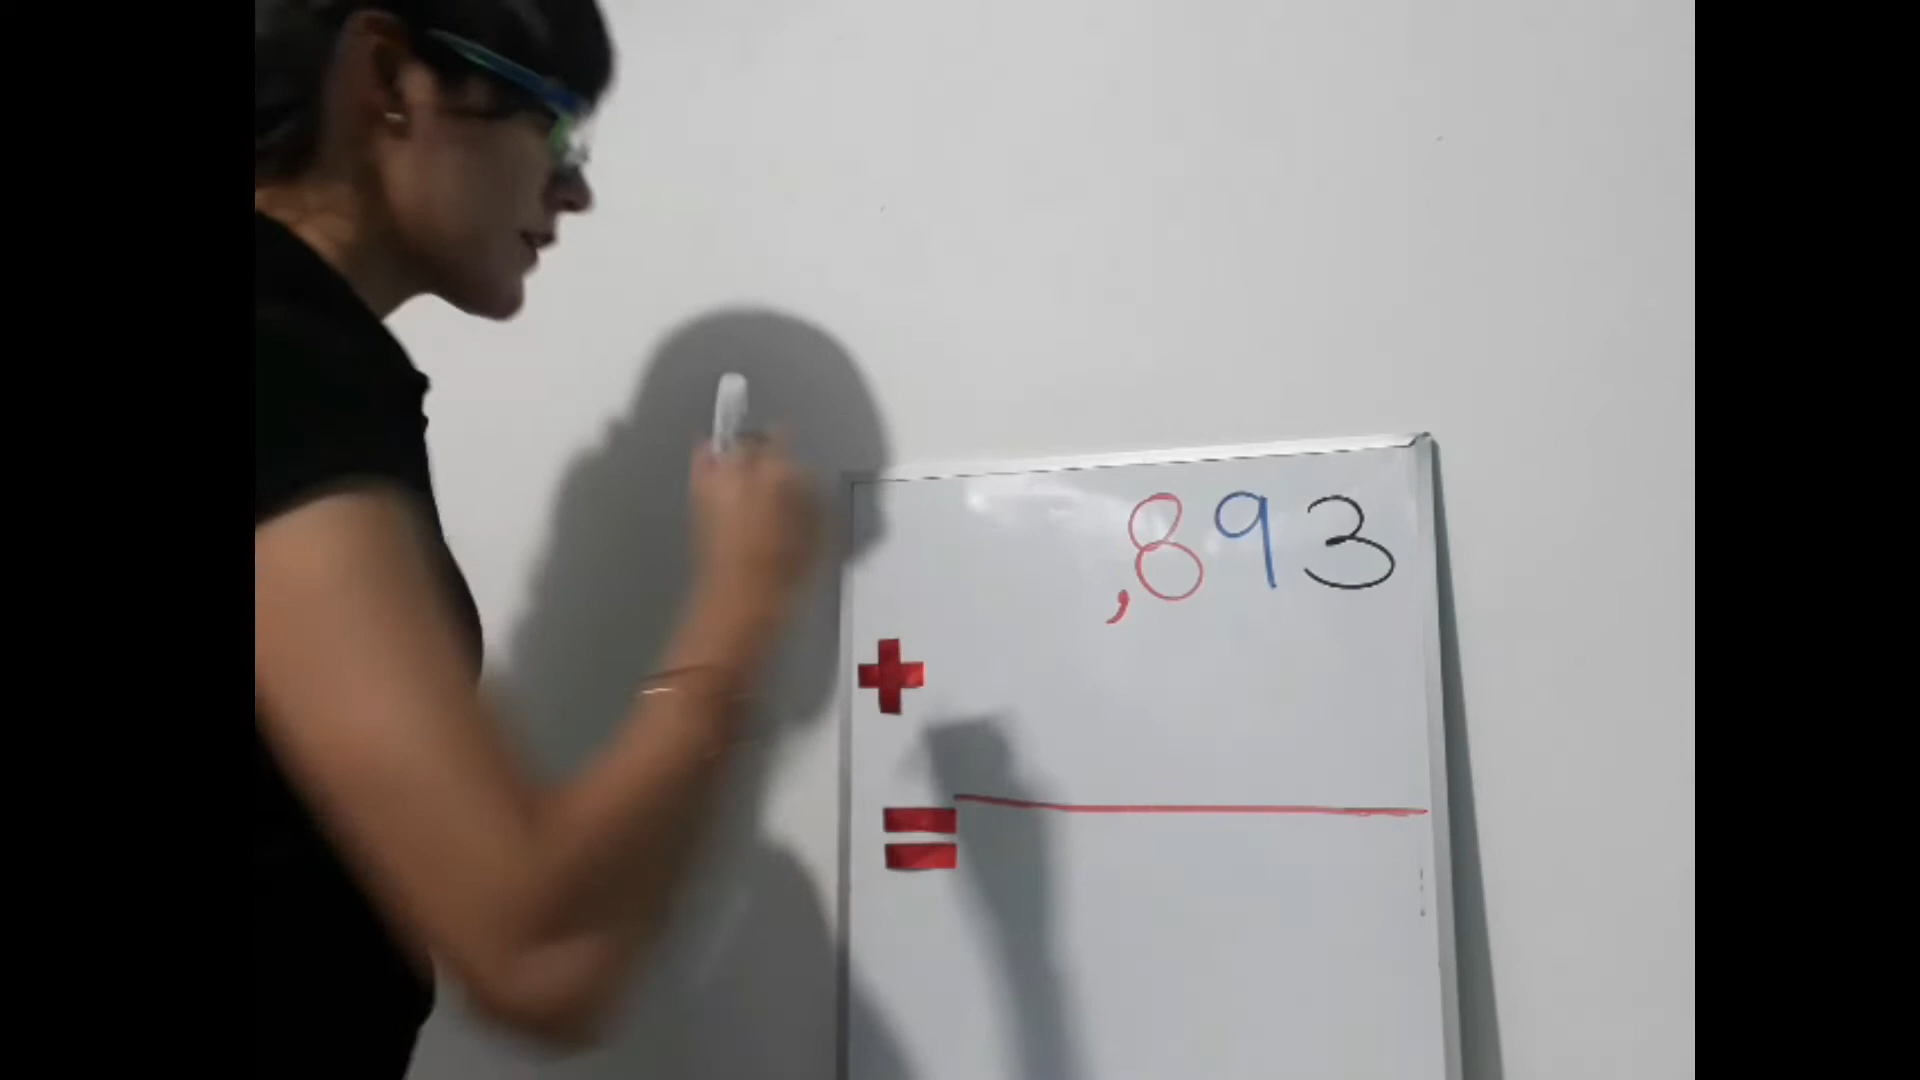 ,893
+
=